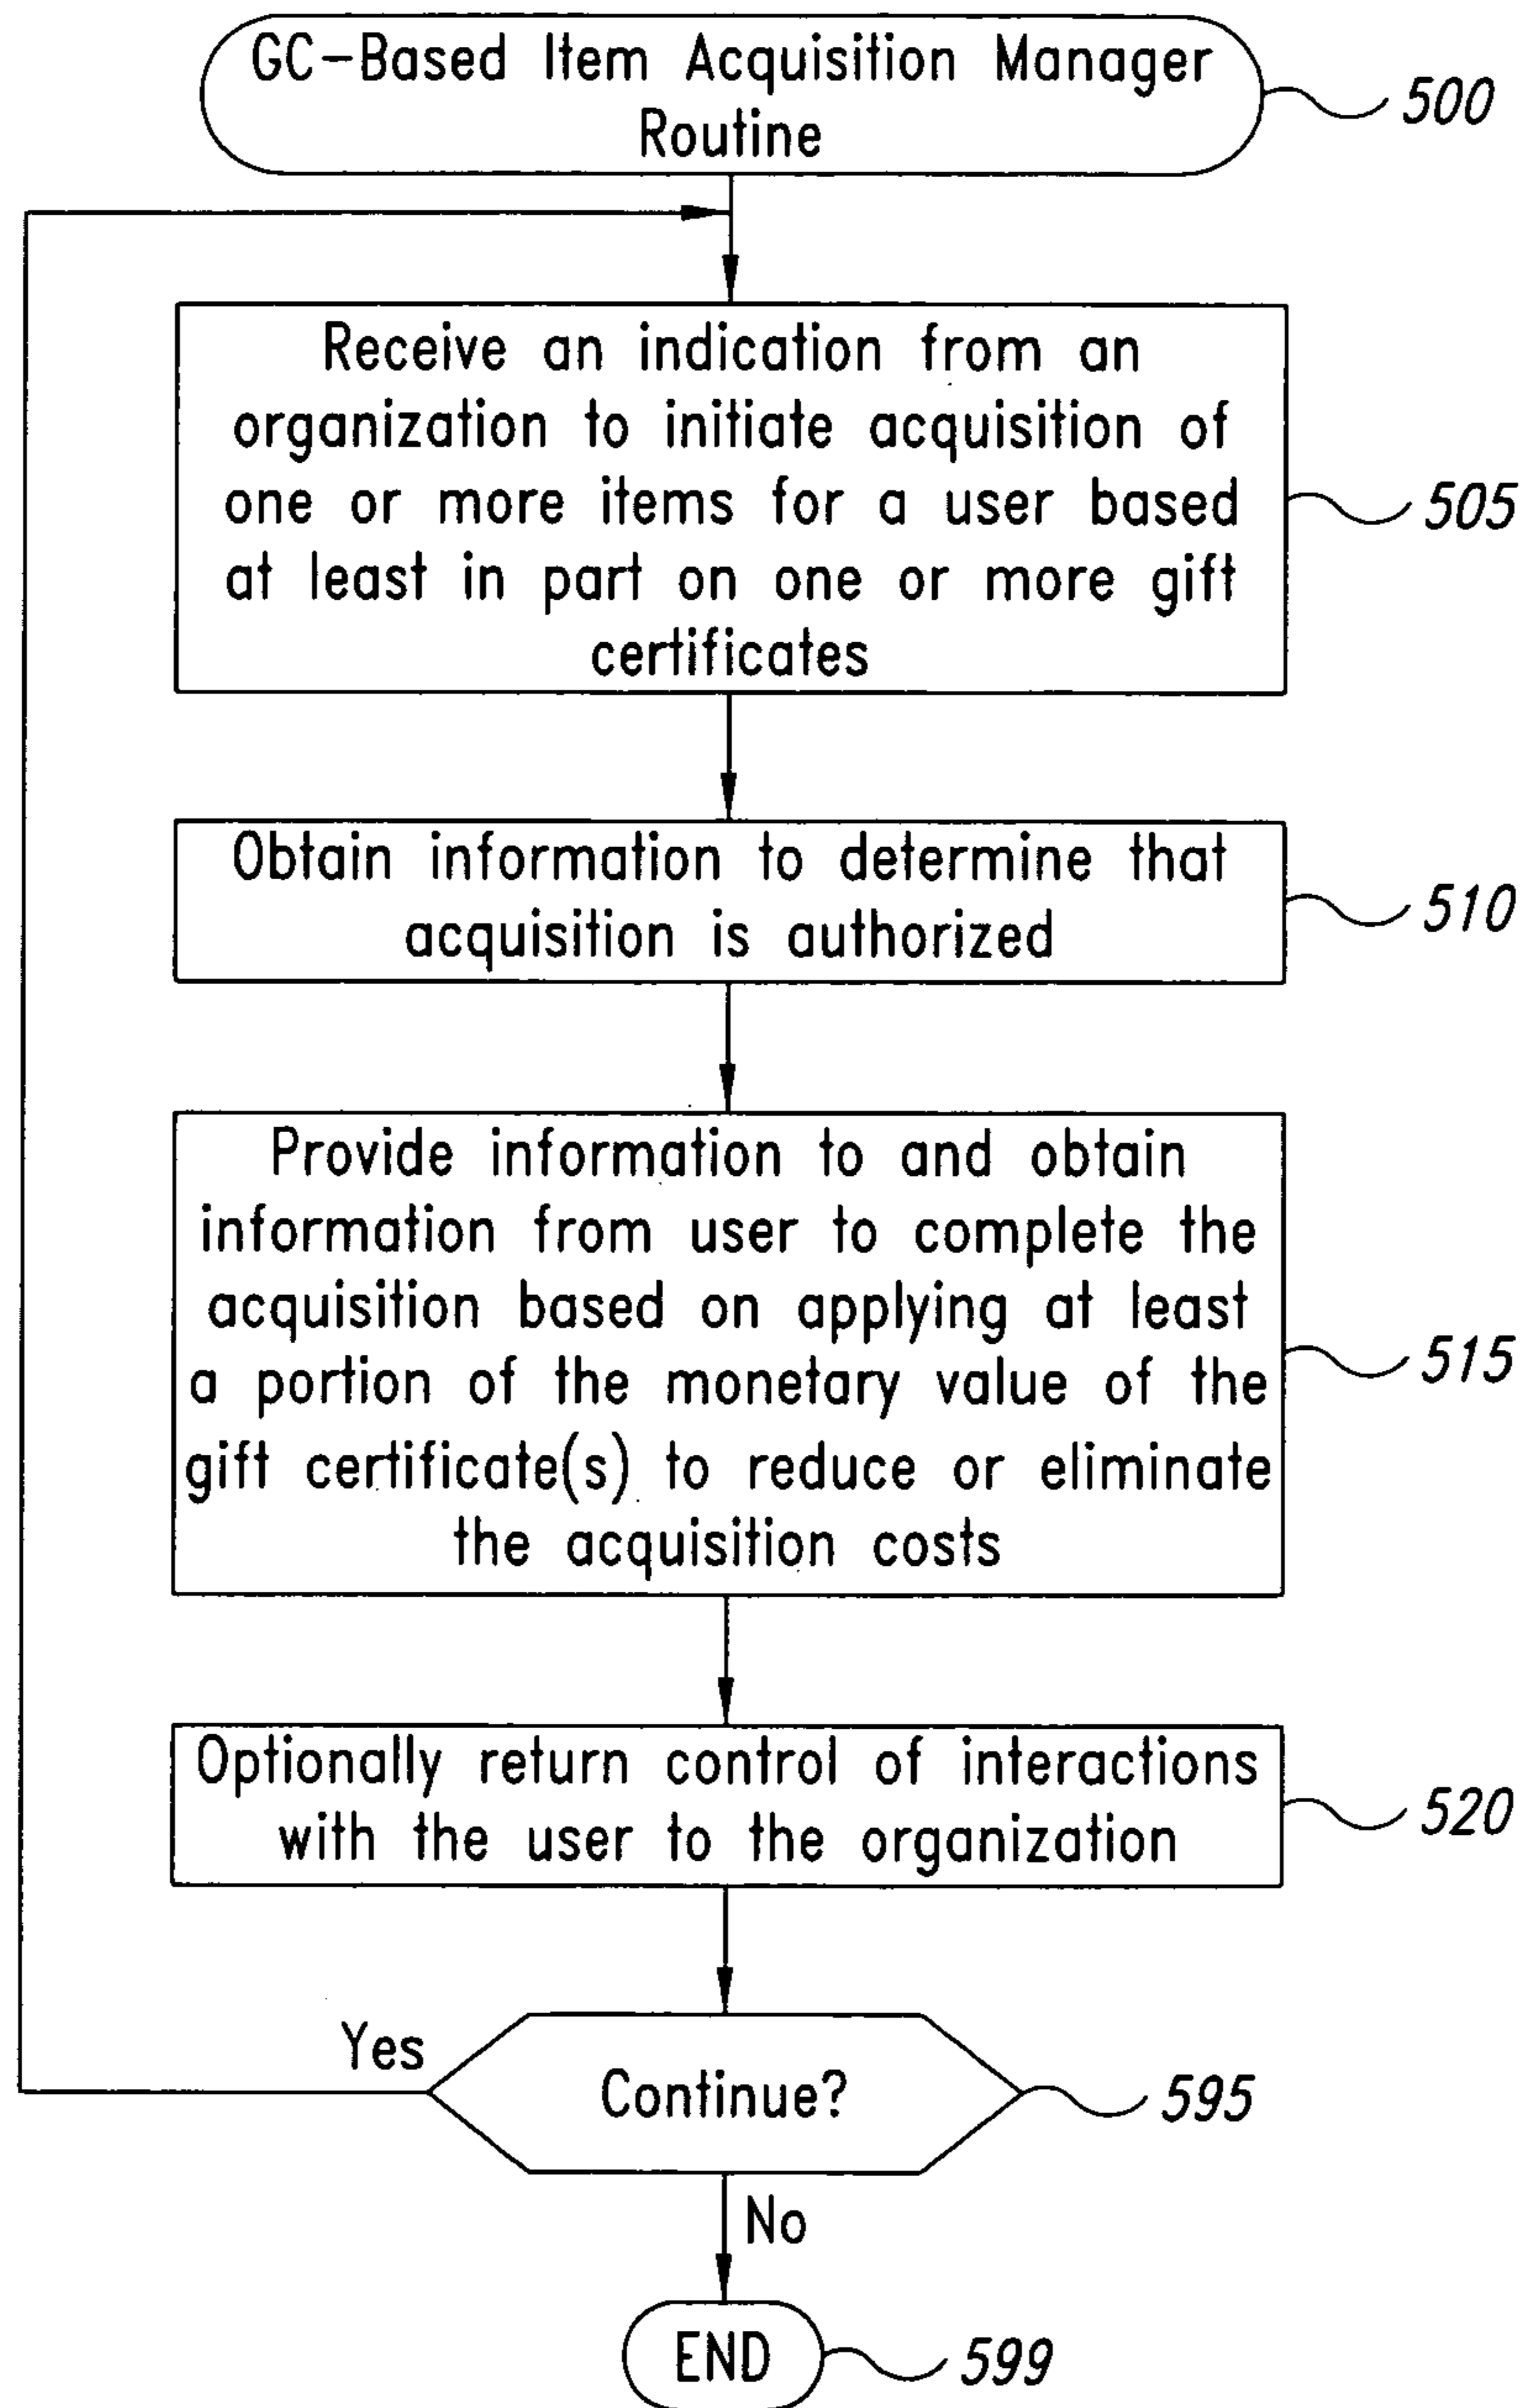 GC-Based Item Acquisition Manager
Routine
500
Receive an indication from an
organization to initiate acquisition of
one or more items for a user based
at least in part on one or more gift
certificates
505
Obtain information to determine that
acquisition is authorized
510
Provide information to and obtain
information from user to complete the
acquisition based on applying at least
a portion of the monetary value of the
gift certificate(s) to reduce or eliminate
the acquisition costs
515
Optionally return control of interactions
with the user to the organization
520
Yes
Continue?
595
No
END
599